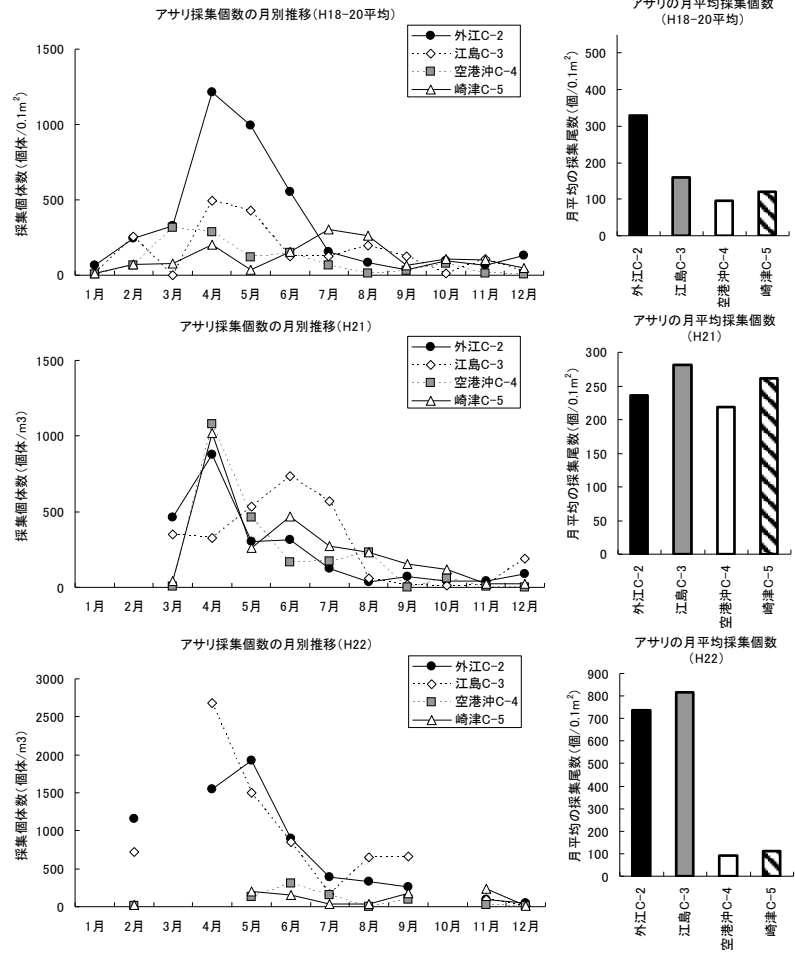 アサリ採集個数の月別推移(H18-20平均)
採集個体数(個体/0.1m²)
1500
1000
500
0
1月 2月 3月 4月 5月 6月 7月 8月 9月 10月 11月 12月
外江C-2
江島C-3
空港沖C-4
崎津C-5
アサリの月平均採集個数
(H18-20平均)
月平均の採集尾数(個/0.1m²)
500
400
300
200
100
0
外江C-2
江島C-3
空港沖C-4
崎津C-5
アサリ採集個数の月別推移(H21)
採集個体数(個体/m3)
1500
1000
500
0
1月 2月 3月 4月 5月 6月 7月 8月 9月 10月 11月 12月
外江C-2
江島C-3
空港沖C-4
崎津C-5
アサリの月平均採集個数
(H21)
月平均の採集尾数(個/0.1m²)
300
250
200
150
100
50
0
外江C-2
江島C-3
空港沖C-4
崎津C-5
アサリ採集個数の月別推移(H22)
採集個体数(個体/m3)
3000
2500
2000
1500
1000
500
0
1月 2月 3月 4月 5月 6月 7月 8月 9月 10月 11月 12月
外江C-2
江島C-3
空港沖C-4
崎津C-5
アサリの月平均採集個数
(H22)
月平均の採集尾数(個/0.1m²)
900
800
700
600
500
400
300
200
100
0
外江C-2
江島C-3
空港沖C-4
崎津C-5